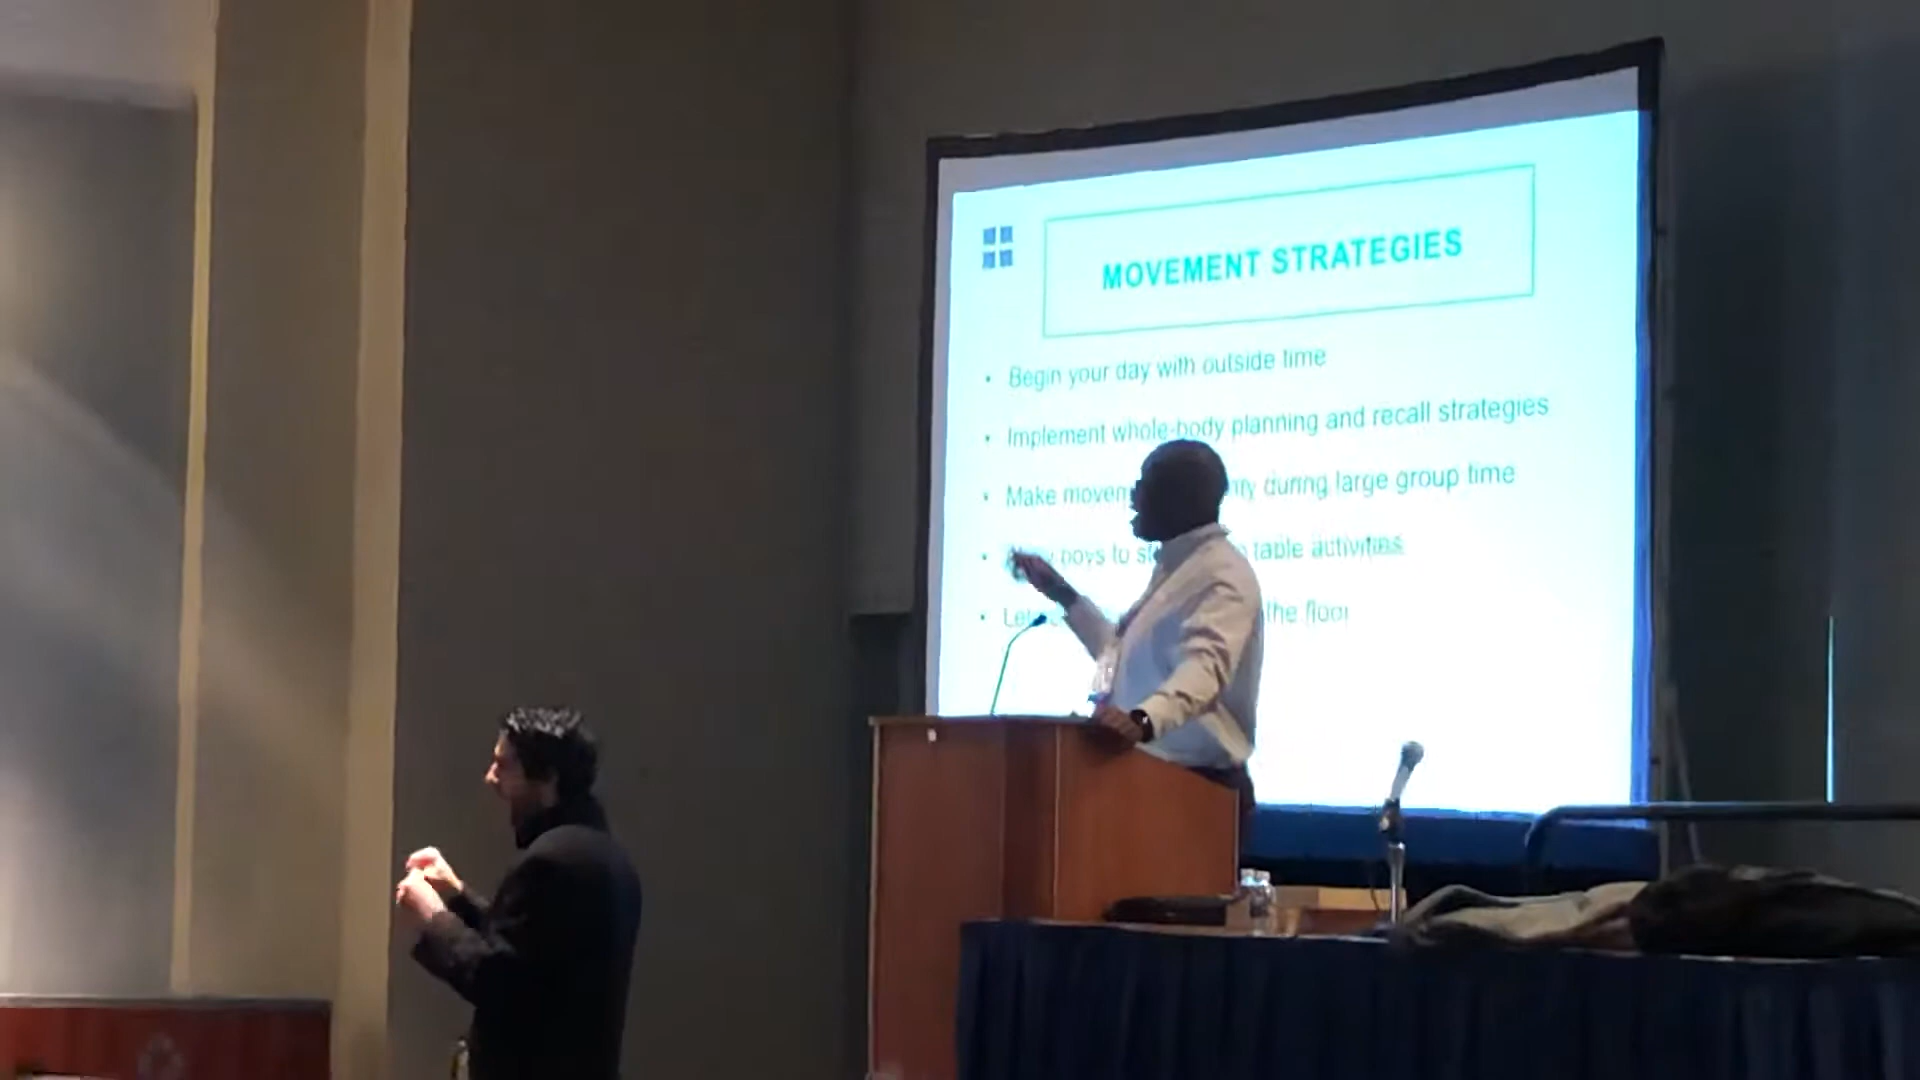 MOVEMENT STRATEGIES
• Begin your day with outside time
• Implement whole-body planning and recall strategies
• Make during large group time
• boys to table activities
• the floor